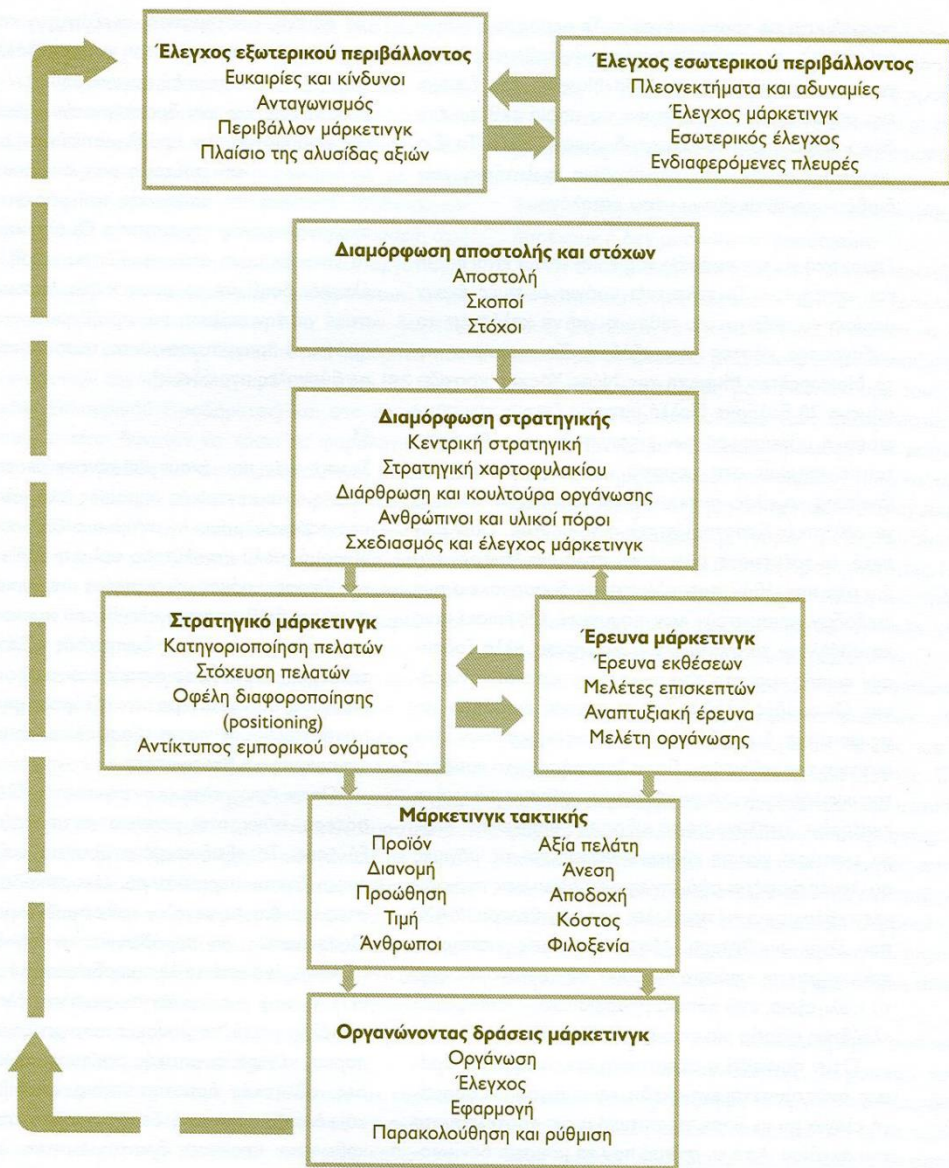 Έλεγχος εξωτερικού περιβάλλοντος
Ευκαιρίες και κίνδυνοι
Ανταγωνισμός
Περιβάλλον μάρκετινγκ
Πλαίσιο της αλυσίδας αξιών
Έλεγχος εσωτερικού περιβάλλοντος
Πλεονεκτήματα και αδυναμίες
Έλεγχος μάρκετινγκ
Εσωτερικός έλεγχος
Ενδιαφερόμενες πλευρές
Διαμόρφωση αποστολής και στόχων
Αποστολή
Σκοποί
Στόχοι
Διαμόρφωση στρατηγικής
Κεντρική στρατηγική
Στρατηγική χαρτοφυλακίου
Διάρθρωση και κουλτούρα οργάνωσης
Ανθρώπινοι και υλικοί πόροι
Σχεδιασμός και έλεγχος μάρκετινγκ
Στρατηγικό μάρκετινγκ
Κατηγοριοποίηση πελατών
Στόχευση πελατών
Οφέλη διαφοροποίησης
(positioning)
Αντίκτυπος εμπορικού ονόματος
Έρευνα μάρκετινγκ
Έρευνα εκθέσεων
Μελέτες επισκεπτών
Αναπτυξιακή έρευνα
Μελέτη οργάνωσης
Μάρκετινγκ τακτικής
Προϊόν Αξία πελάτη
Διανομή Άνεση
Προώθηση Αποδοχή
Τιμή Κόστος
Άνθρωποι Φιλοξενία
Οργανώνοντας δράσεις μάρκετινγκ
Οργάνωση
Έλεγχος
Εφαρμογή
Παρακολούθηση και ρύθμιση